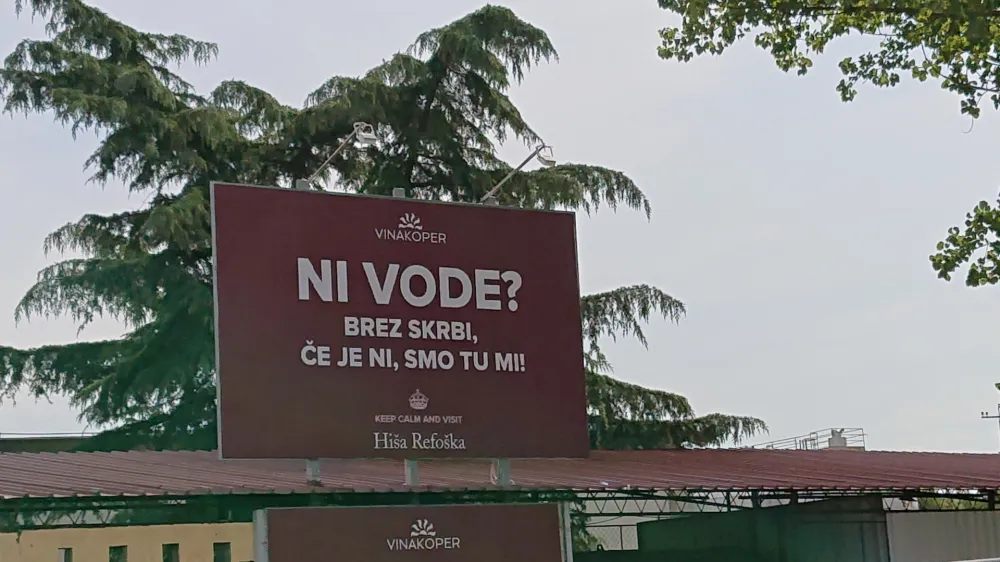 VINAKOPER
NI VODE?
BREZ SKRBI,
ČE JE NI, SMO TU MI!
KEEP CALM AND VISIT
Hiša Refoška
VINAKOPER